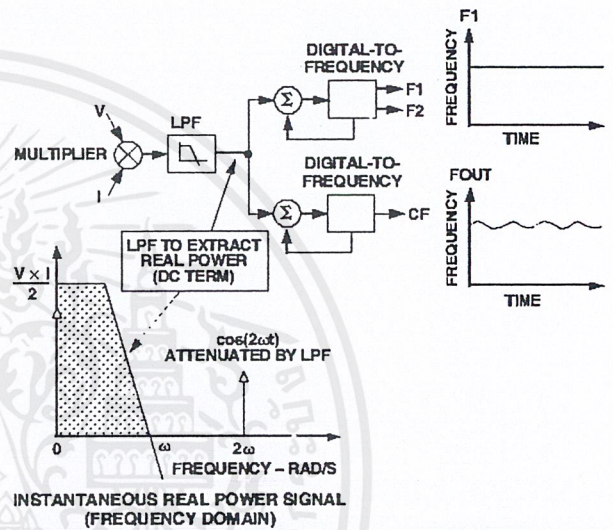 DIGITAL-TO-
FREQUENCY
F1
F2
LPF
V
MULTIPLIER
I
Σ
DIGITAL-TO-
FREQUENCY
Σ
CF
F1
FREQUENCY
TIME
FOUT
FREQUENCY
TIME
LPF TO EXTRACT
REAL POWER
(DC TERM)
V × I
2
cos(2ωt)
ATTENUATED BY LPF
0
ω
2ω
FREQUENCY – RAD/S
INSTANTANEOUS REAL POWER SIGNAL
(FREQUENCY DOMAIN)